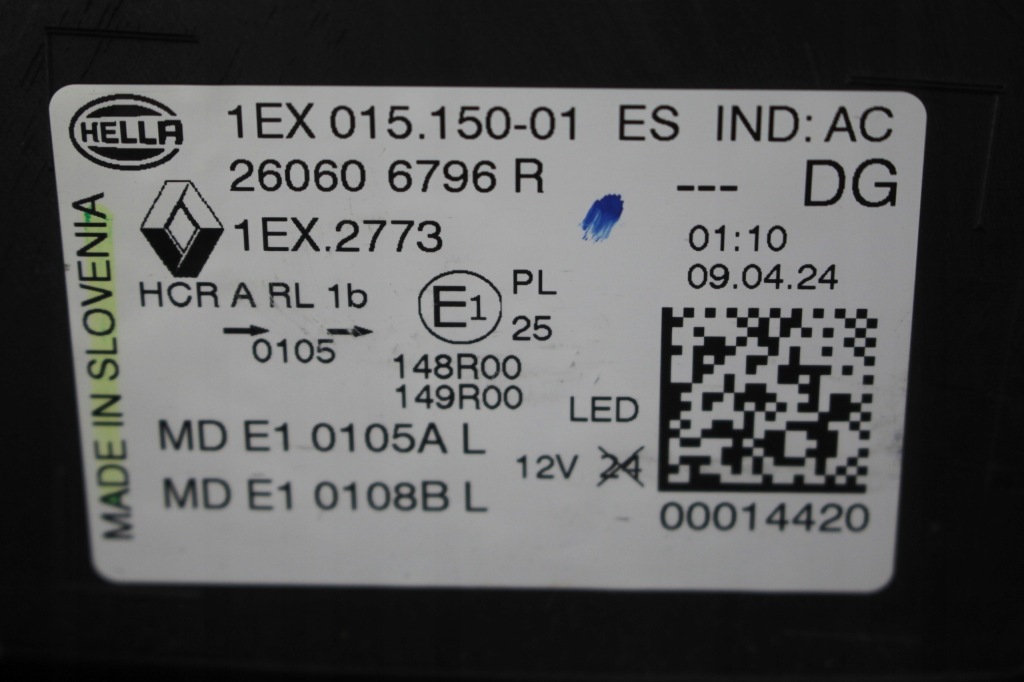 HELLA
1EX 015.150-01 ES IND: AC
26060 6796 R --- DG
1EX.2773
01:10
09.04.24
HCR A RL 1b
E1
PL
25
0105
148R00
149R00
LED
MD E1 0105A L
12V 24
MD E1 0108B L
00014420
MADE IN SLOVENIA